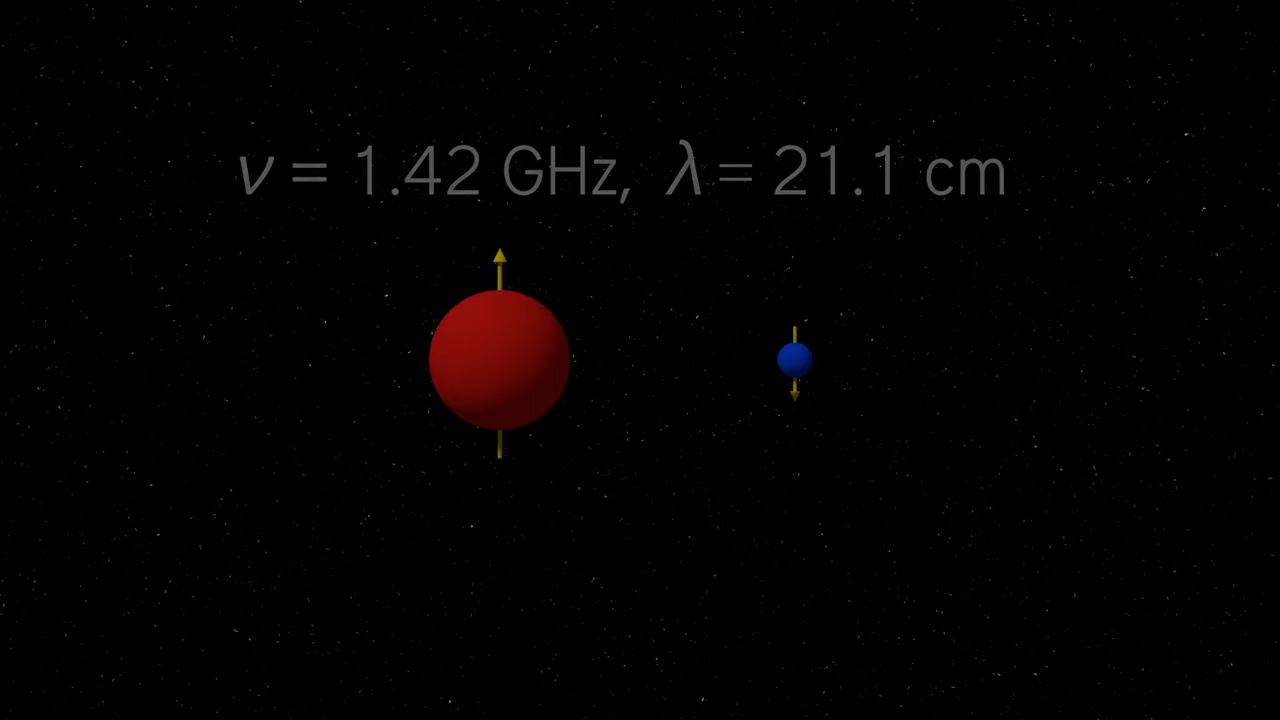 ν = 1.42 GHz, λ = 21.1 cm